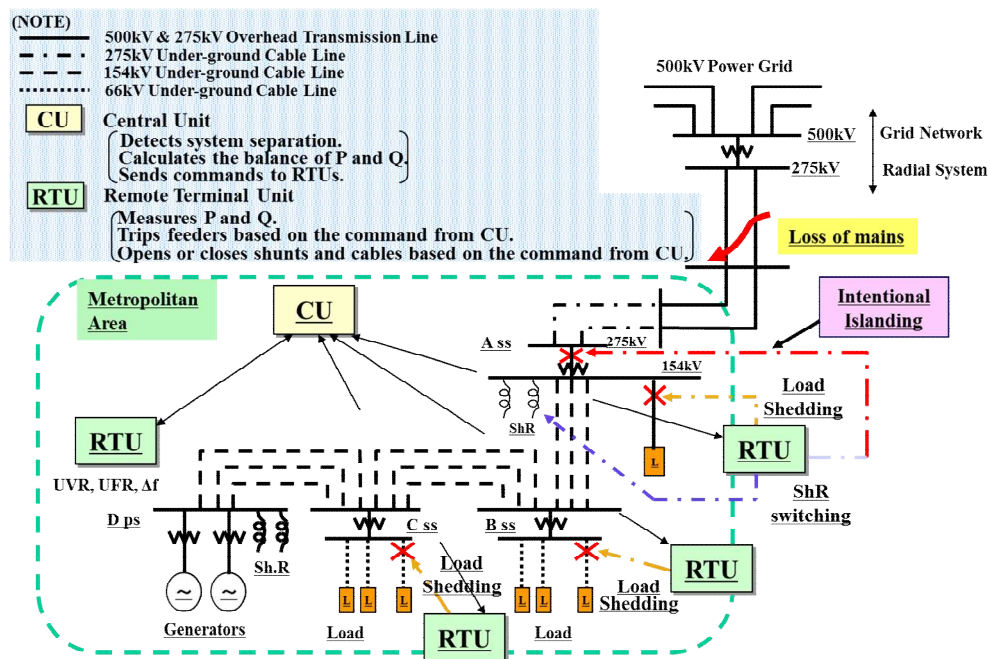 (NOTE)
500kV & 275kV Overhead Transmission Line
275kV Under-ground Cable Line
154kV Under-ground Cable Line
66kV Under-ground Cable Line
CU Central Unit
Detects system separation.
Calculates the balance of P and Q.
Sends commands to RTUs.
RTU Remote Terminal Unit
Measures P and Q.
Trips feeders based on the command from CU.
Opens or closes shunts and cables based on the command from CU.
500kV Power Grid
500kV
Grid Network
275kV
Radial System
Loss of mains
Metropolitan
Area
CU
Intentional
Islanding
A ss
275kV
154kV
ShR
Load
Shedding
L
RTU
ShR
switching
RTU
UVR, UFR, Δf
D ps
Sh.R
~
~
Generators
C ss
L
L
L
Load
Load
Shedding
RTU
B ss
L
L
L
Load
Load
Shedding
RTU